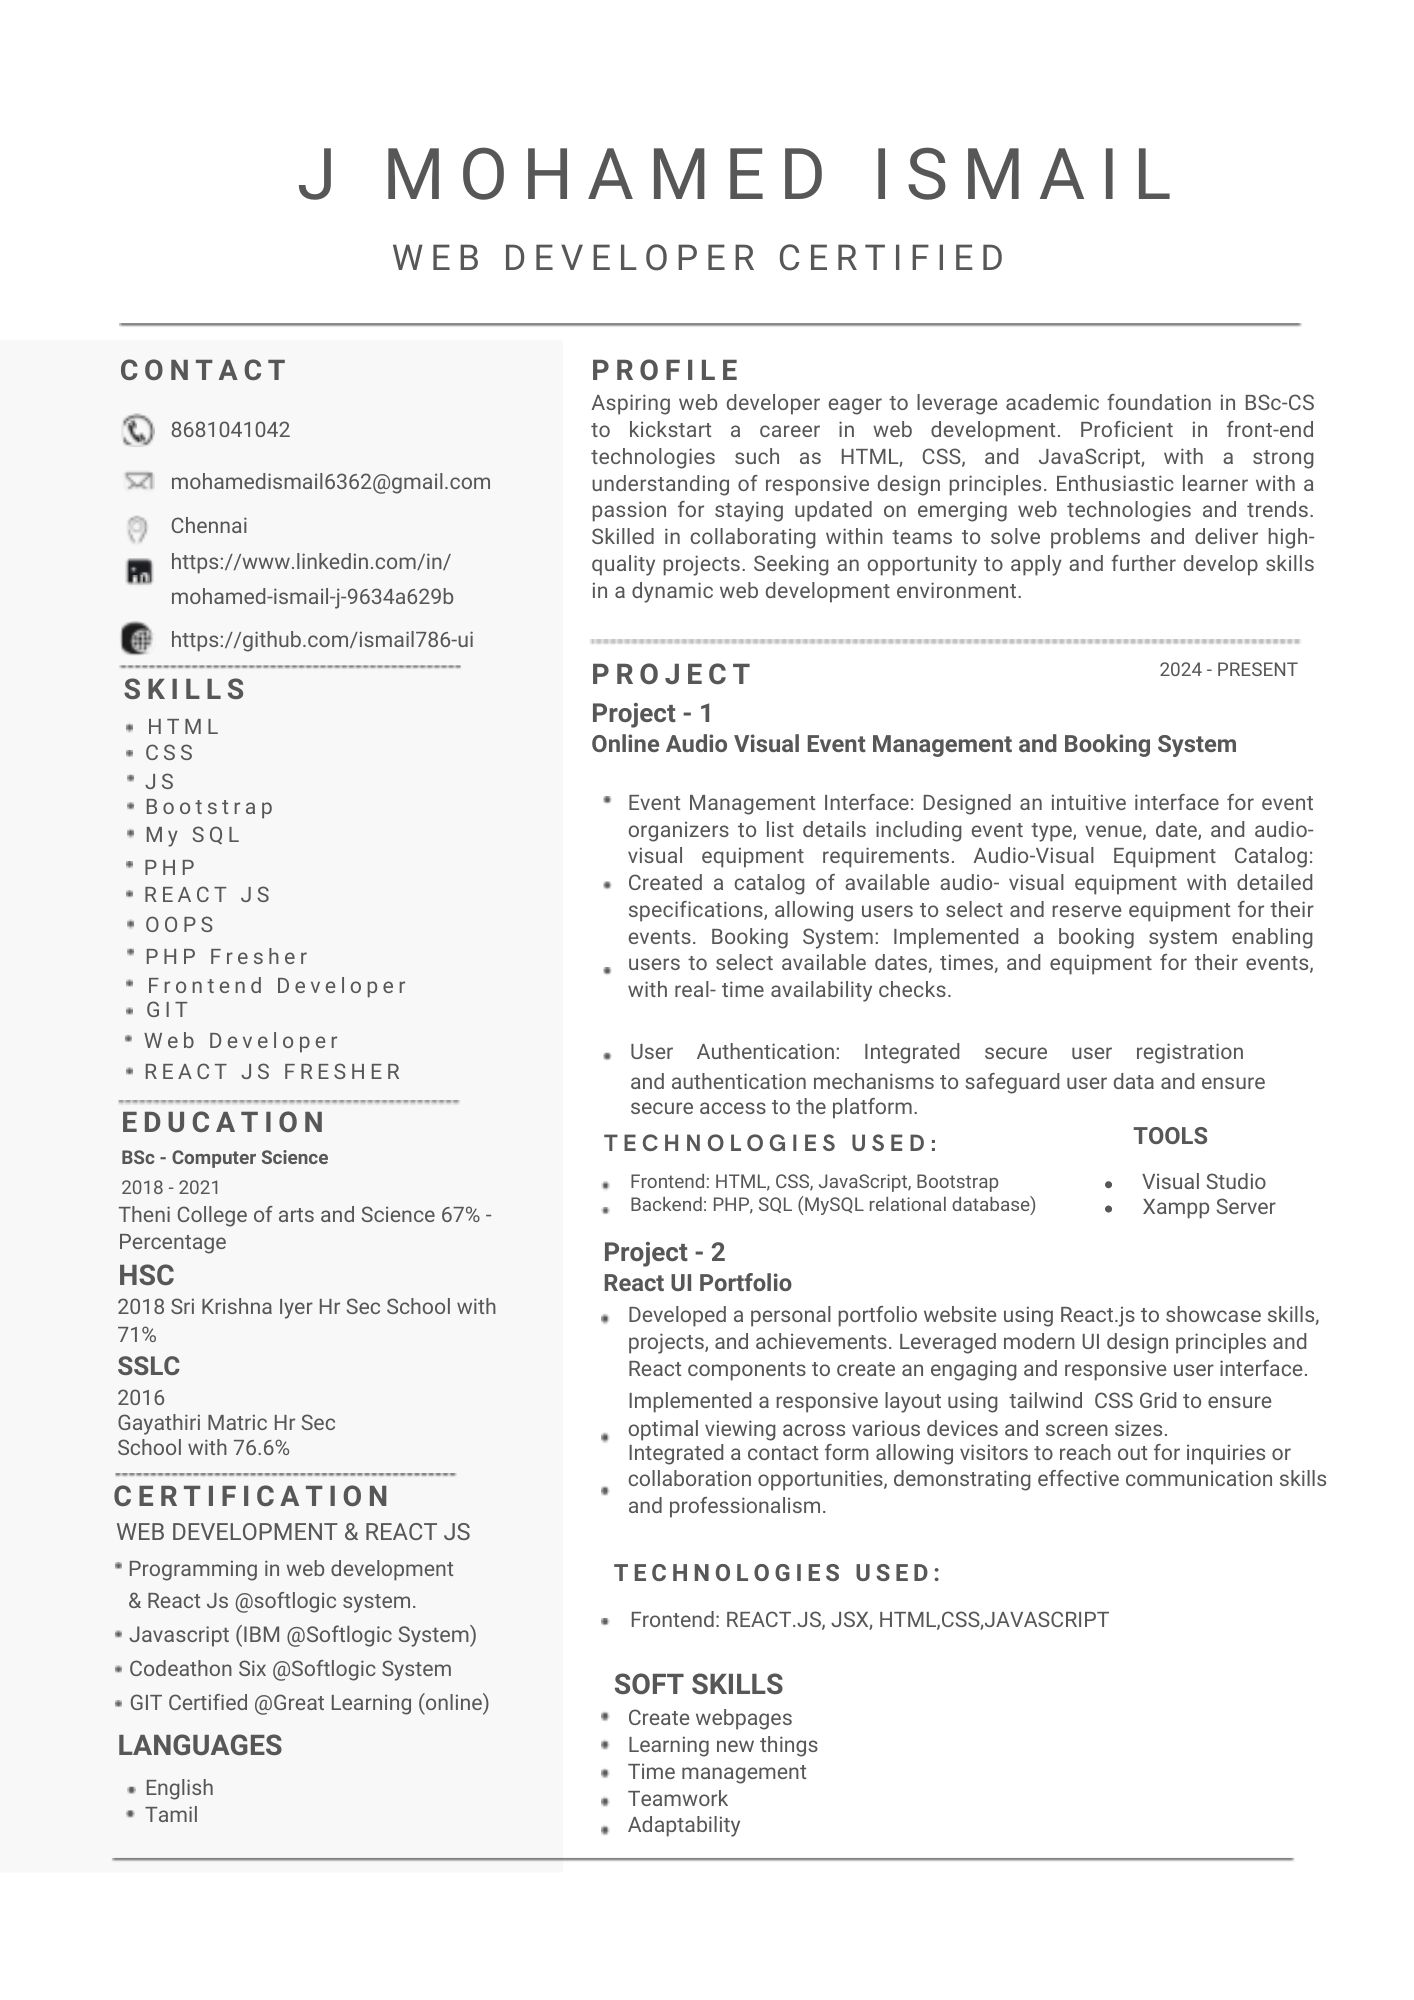 J MOHAMED ISMAIL
WEB DEVELOPER CERTIFIED
CONTACT
8681041042
mohamedismail6362@gmail.com
Chennai
https://www.linkedin.com/in/
mohamed-ismail-j-9634a629b
https://github.com/ismail786-ui
SKILLS
• HTML
• CSS
• JS
• Bootstrap
• My SQL
• PHP
• REACT JS
• OOPS
• PHP Fresher
• Frontend Developer
• GIT
• Web Developer
• REACT JS FRESHER
EDUCATION
BSc - Computer Science
2018 - 2021
Theni College of arts and Science 67% -
Percentage
HSC
2018 Sri Krishna Iyer Hr Sec School with
71%
SSLC
2016
Gayathiri Matric Hr Sec
School with 76.6%
CERTIFICATION
WEB DEVELOPMENT & REACT JS
• Programming in web development
& React Js @softlogic system.
• Javascript (IBM @Softlogic System)
• Codeathon Six @Softlogic System
• GIT Certified @Great Learning (online)
LANGUAGES
• English
• Tamil
PROFILE
Aspiring web developer eager to leverage academic foundation in BSc-CS
to kickstart a career in web development. Proficient in front-end
technologies such as HTML, CSS, and JavaScript, with a strong
understanding of responsive design principles. Enthusiastic learner with a
passion for staying updated on emerging web technologies and trends.
Skilled in collaborating within teams to solve problems and deliver high-
quality projects. Seeking an opportunity to apply and further develop skills
in a dynamic web development environment.
PROJECT 2024 - PRESENT
Project - 1
Online Audio Visual Event Management and Booking System
• Event Management Interface: Designed an intuitive interface for event
organizers to list details including event type, venue, date, and audio-
visual equipment requirements. Audio-Visual Equipment Catalog:
• Created a catalog of available audio- visual equipment with detailed
specifications, allowing users to select and reserve equipment for their
events. Booking System: Implemented a booking system enabling
• users to select available dates, times, and equipment for their events,
with real- time availability checks.
• User Authentication: Integrated secure user registration
and authentication mechanisms to safeguard user data and ensure
secure access to the platform.
TECHNOLOGIES USED:
• Frontend: HTML, CSS, JavaScript, Bootstrap
• Backend: PHP, SQL (MySQL relational database)
TOOLS
• Visual Studio
• Xampp Server
Project - 2
React UI Portfolio
• Developed a personal portfolio website using React.js to showcase skills,
projects, and achievements. Leveraged modern UI design principles and
React components to create an engaging and responsive user interface.
Implemented a responsive layout using tailwind CSS Grid to ensure
• optimal viewing across various devices and screen sizes.
Integrated a contact form allowing visitors to reach out for inquiries or
• collaboration opportunities, demonstrating effective communication skills
and professionalism.
TECHNOLOGIES USED:
• Frontend: REACT.JS, JSX, HTML,CSS,JAVASCRIPT
SOFT SKILLS
• Create webpages
• Learning new things
• Time management
• Teamwork
• Adaptability